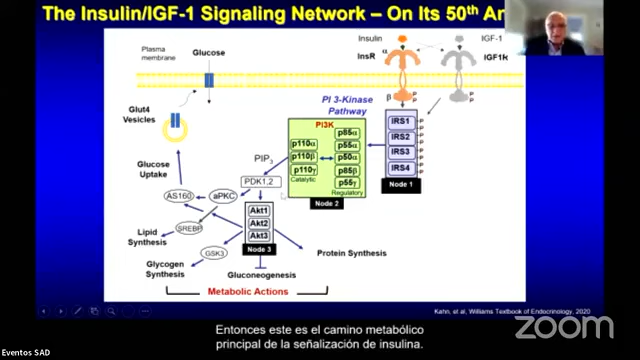 The Insulin/IGF-1 Signaling Network – On Its 50th An
Plasma
membrane
Glucose
Insulin
IGF-1
InsR
α
IGF1R
β
Glut4
Vesicles
PI 3-Kinase
Pathway
PI3K
p110α
p110β
p110γ
Catalytic
p85α
p55α
p50α
p85β
p55γ
Regulatory
Node 2
IRS1
IRS2
IRS3
IRS4
Node 1
PIP3
PDK1,2
Glucose
Uptake
AS160
aPKC
SREBP
Lipid
Synthesis
Akt1
Akt2
Akt3
Node 3
GSK3
Glycogen
Synthesis
Gluconeogenesis
Protein Synthesis
Metabolic Actions
Kahn, et al, Williams Textbook of Endocrinology, 2020
zoom
Eventos SAD
Entonces este es el camino metabólico
principal de la señalización de insulina.